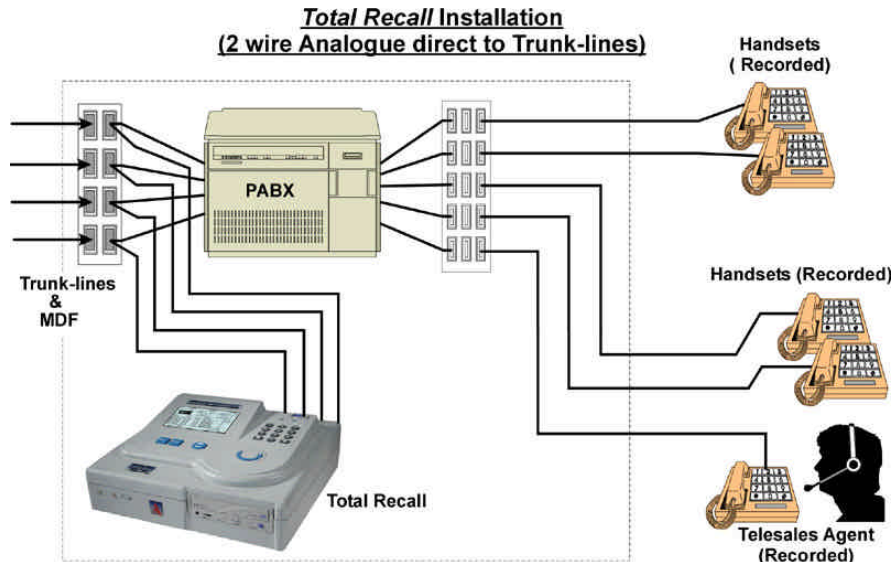 Total Recall Installation
(2 wire Analogue direct to Trunk-lines)
Handsets
( Recorded)
PABX
Trunk-lines
&
MDF
Handsets (Recorded)
Total Recall
Telesales Agent
(Recorded)